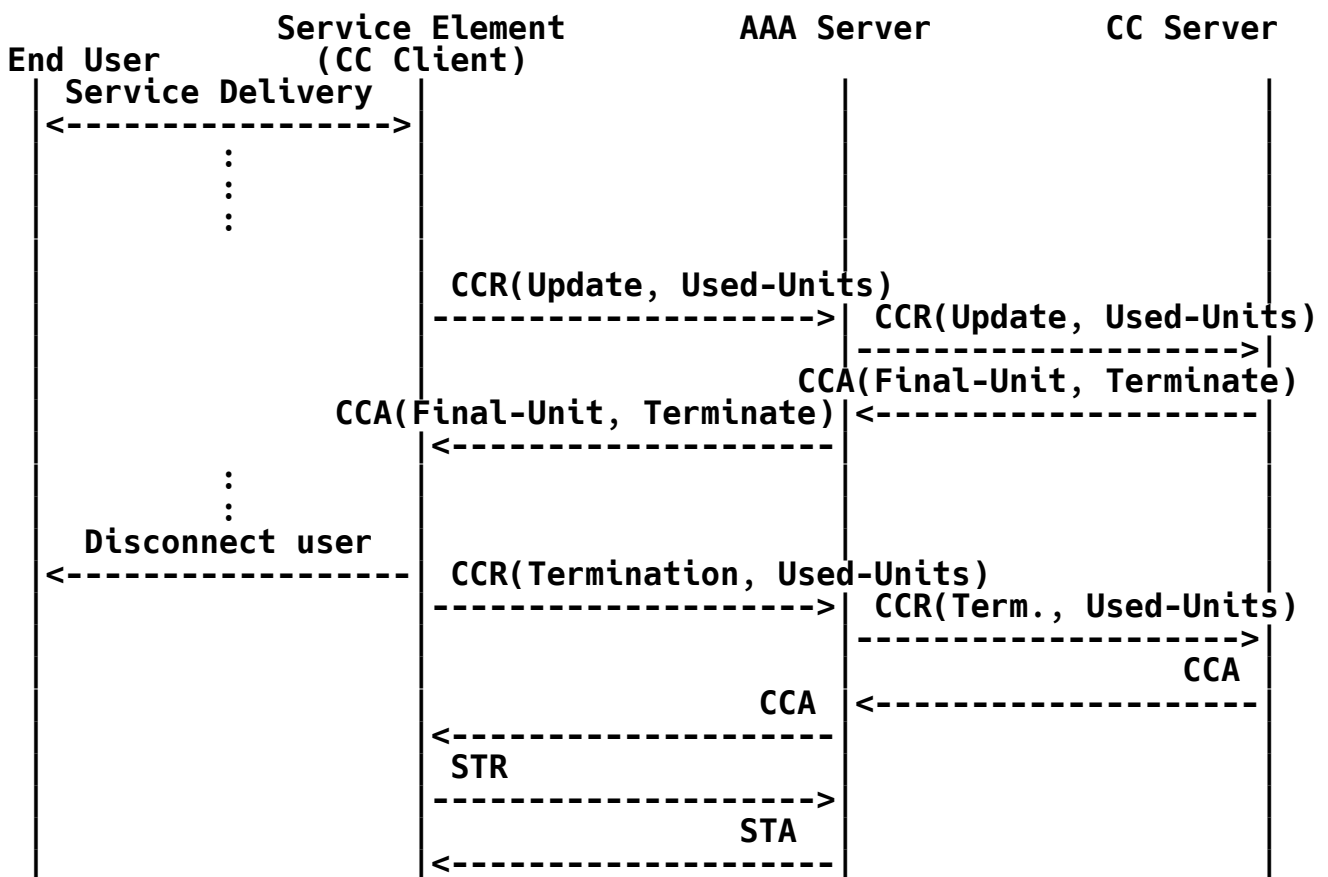 Service Element AAA Server CC Server
End User (CC Client)
Service Delivery
<----------------->
:
:
:
CCR(Update, Used-Units)
-------------------->| CCR(Update, Used-Units)
-------------------->
CCA(Final-Unit, Terminate)
CCA(Final-Unit, Terminate)|<--------------------
<--------------------
:
:
Disconnect user
<------------------| CCR(Termination, Used-Units)
-------------------->| CCR(Term., Used-Units)
-------------------->
CCA
CCA |<--------------------
<--------------------
STR
-------------------->
STA
<--------------------